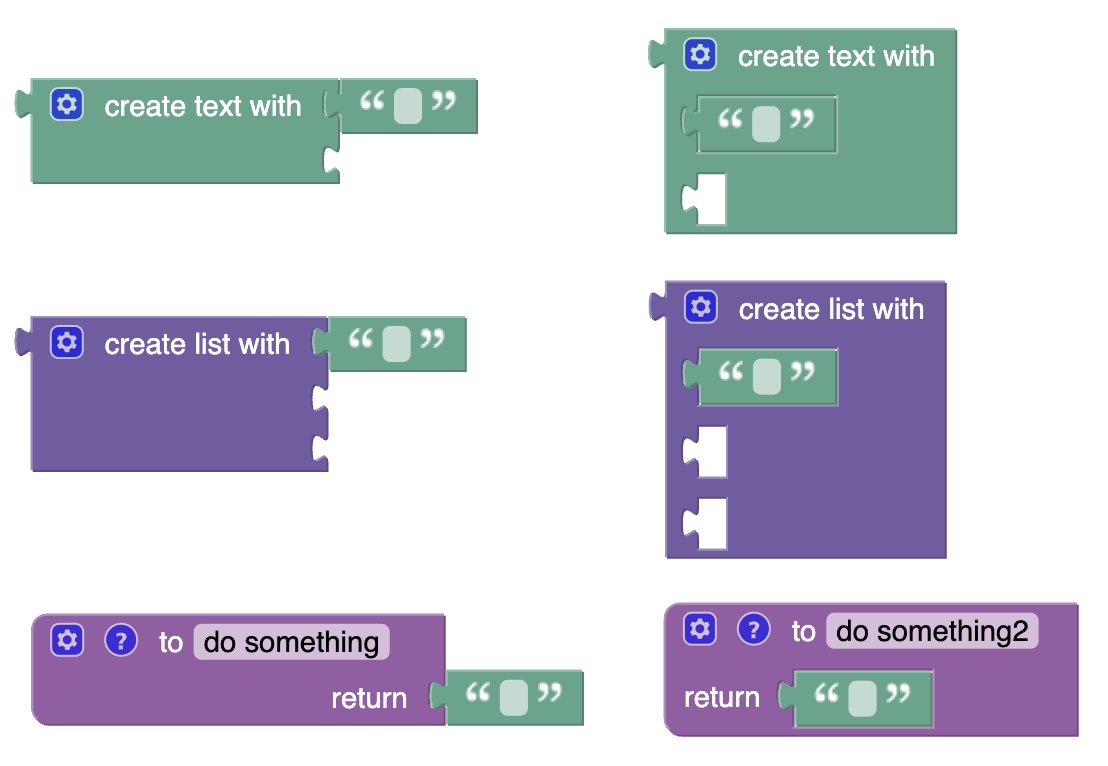 create text with “ ”
create text with
“ ”
create list with “ ”
create list with
“ ”
? to do something
return “ ”
? to do something2
return “ ”